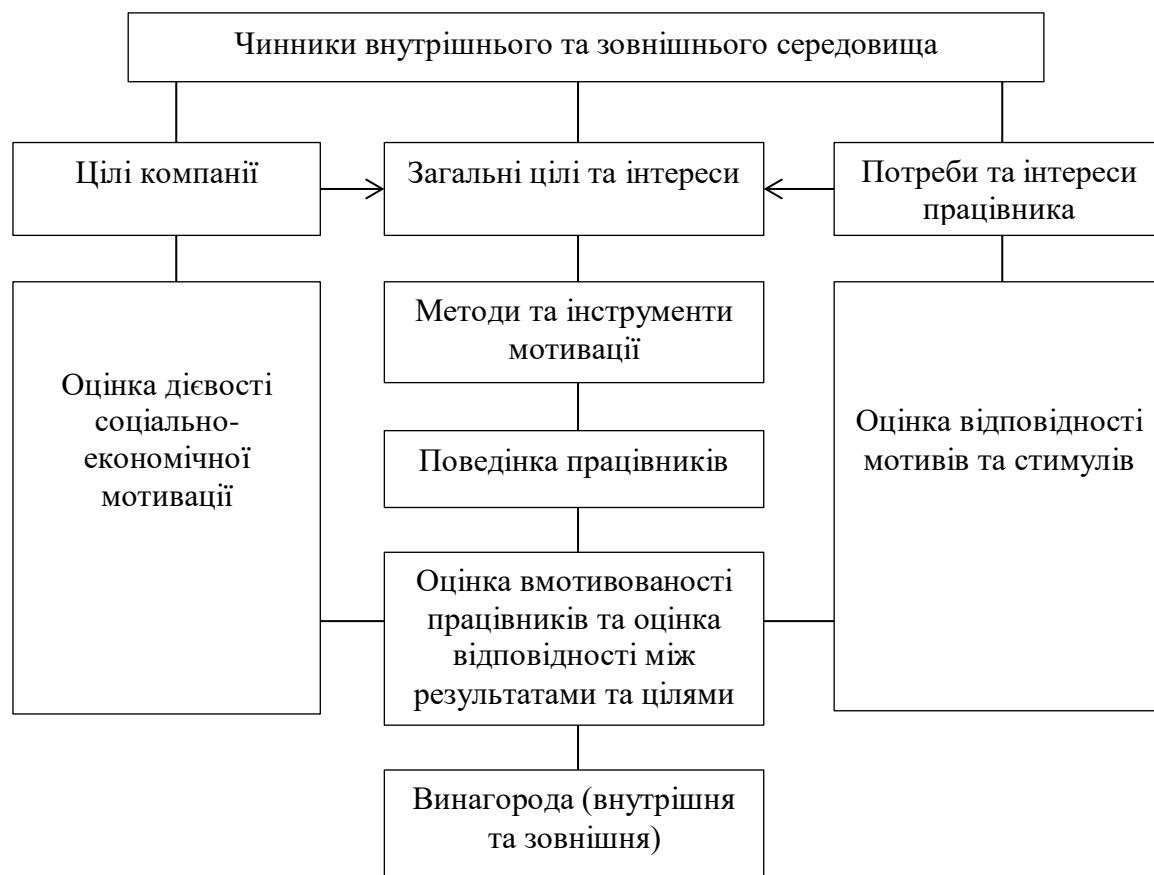 Чинники внутрішнього та зовнішнього середовища
Цілі компанії
Загальні цілі та інтереси
Потреби та інтереси
працівника
Методи та інструменти
мотивації
Оцінка дієвості
соціально-
економічної
мотивації
Поведінка працівників
Оцінка відповідності
мотивів та стимулів
Оцінка вмотивованості
працівників та оцінка
відповідності між
результатами та цілями
Винагорода (внутрішня
та зовнішня)